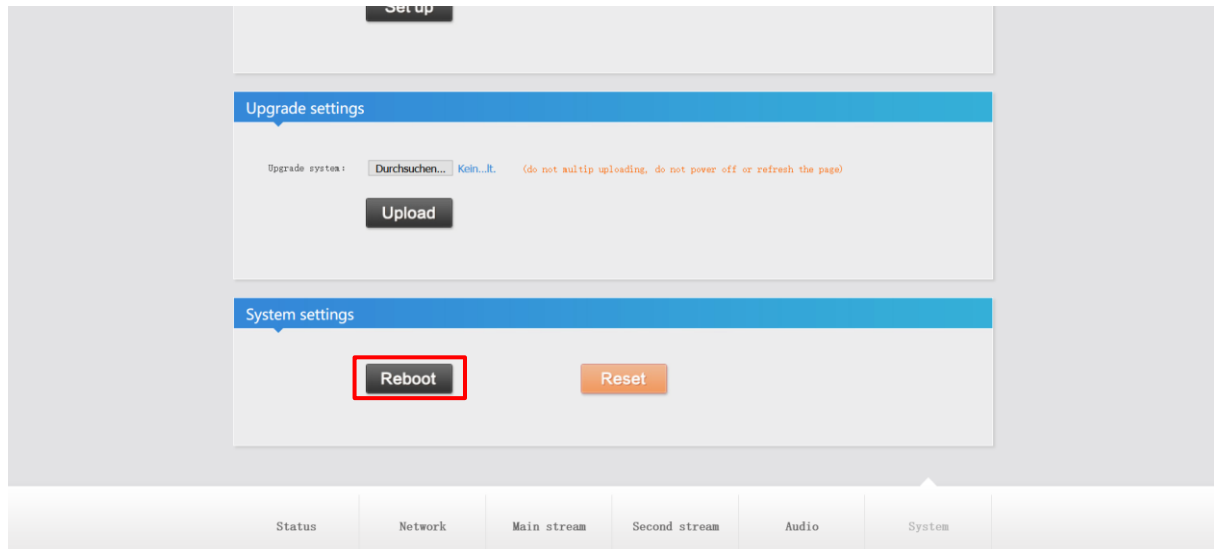 Set up
Upgrade settings
Upgrade system: Durchsuchen... Kein...lt. (do not multip uploading, do not power off or refresh the page)
Upload
System settings
Reboot Reset
Status Network Main stream Second stream Audio System